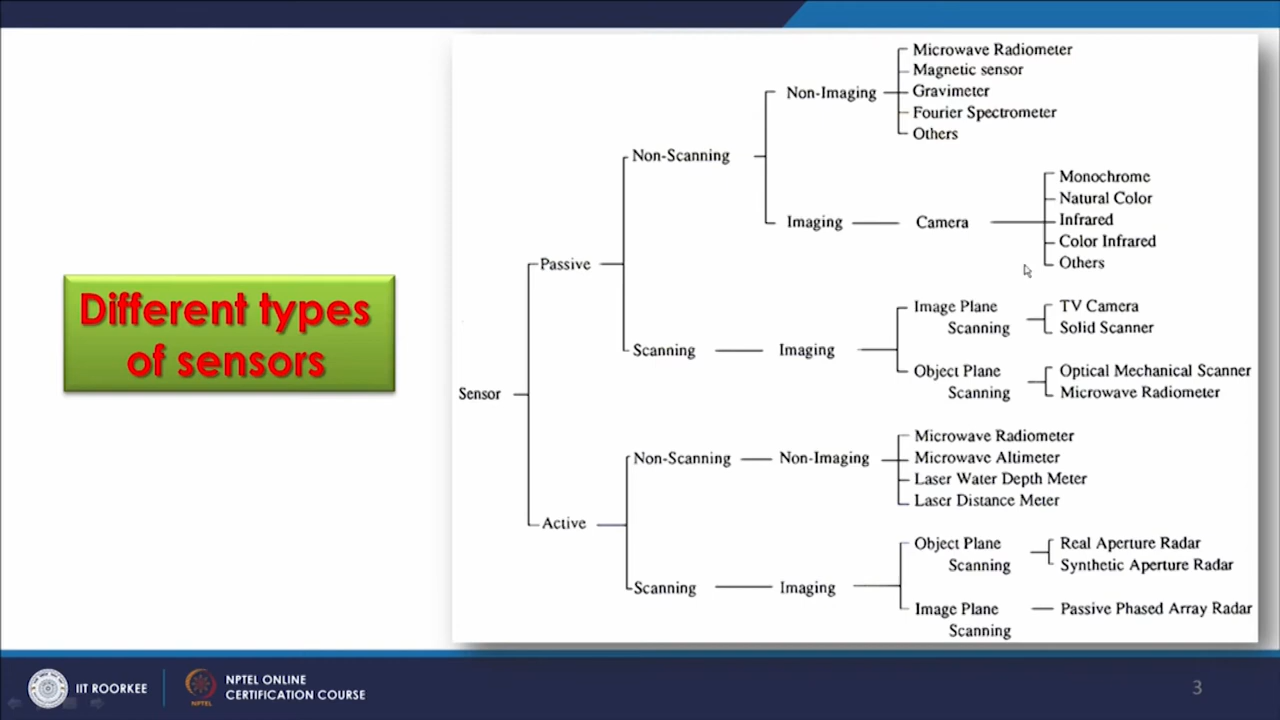 Different types
of sensors
Microwave Radiometer
Magnetic sensor
Non-Imaging
Gravimeter
Fourier Spectrometer
Others
Non-Scanning
Monochrome
Natural Color
Imaging
Camera
Infrared
Color Infrared
Others
Passive
Image Plane
Scanning
TV Camera
Solid Scanner
Scanning
Imaging
Object Plane
Scanning
Optical Mechanical Scanner
Microwave Radiometer
Sensor
Microwave Radiometer
Non-Scanning
Non-Imaging
Microwave Altimeter
Laser Water Depth Meter
Laser Distance Meter
Active
Object Plane
Scanning
Real Aperture Radar
Synthetic Aperture Radar
Scanning
Imaging
Image Plane
Scanning
Passive Phased Array Radar
IIT ROORKEE
NPTEL
NPTEL ONLINE
CERTIFICATION COURSE
3